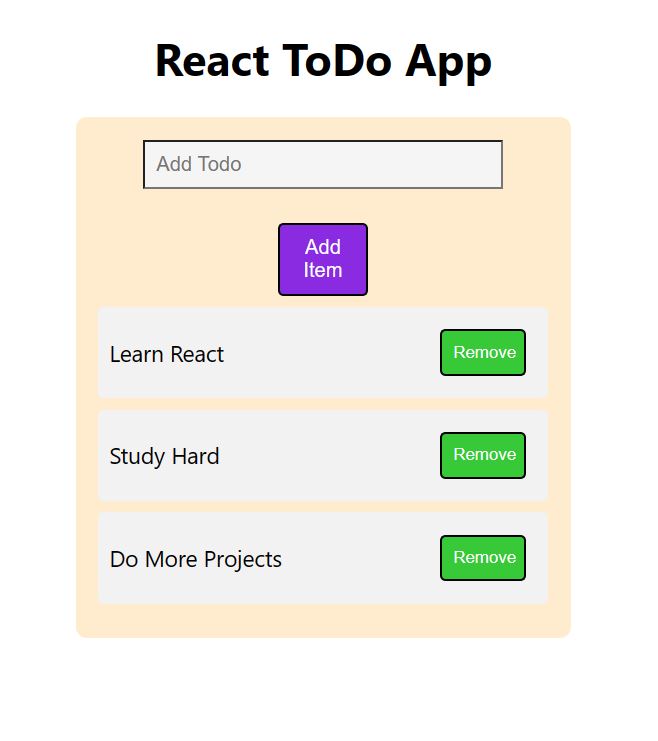 React ToDo App
Add Todo
Add
Item
Learn React
Remove
Study Hard
Remove
Do More Projects
Remove